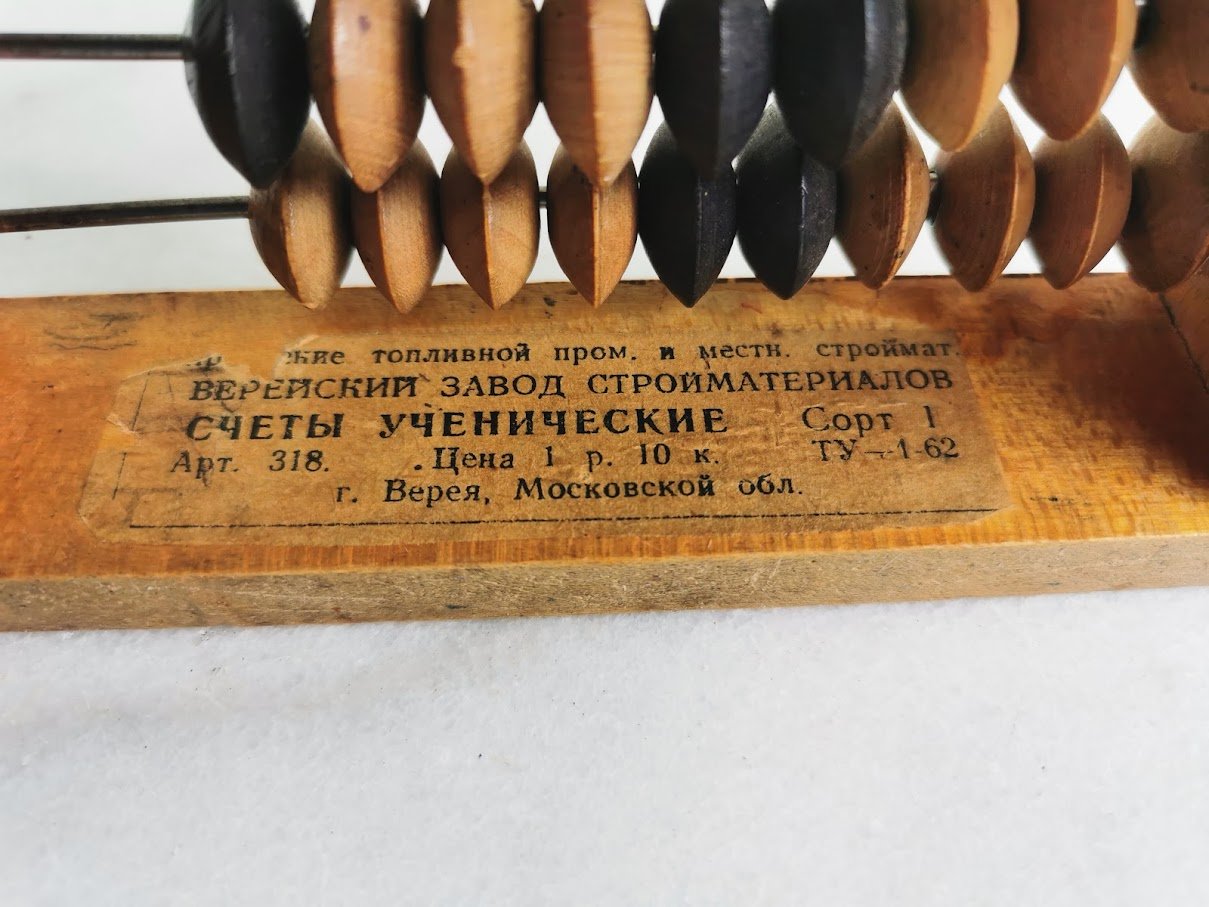 топливной пром. и местн. строймат.
ВЕРЕЙСКИЙ ЗАВОД СТРОЙМАТЕРИАЛОВ
СЧЕТЫ УЧЕНИЧЕСКИЕ Сорт 1
Арт. 318. Цена 1 р. 10 к. ТУ—1-62
г. Верея, Московской обл.